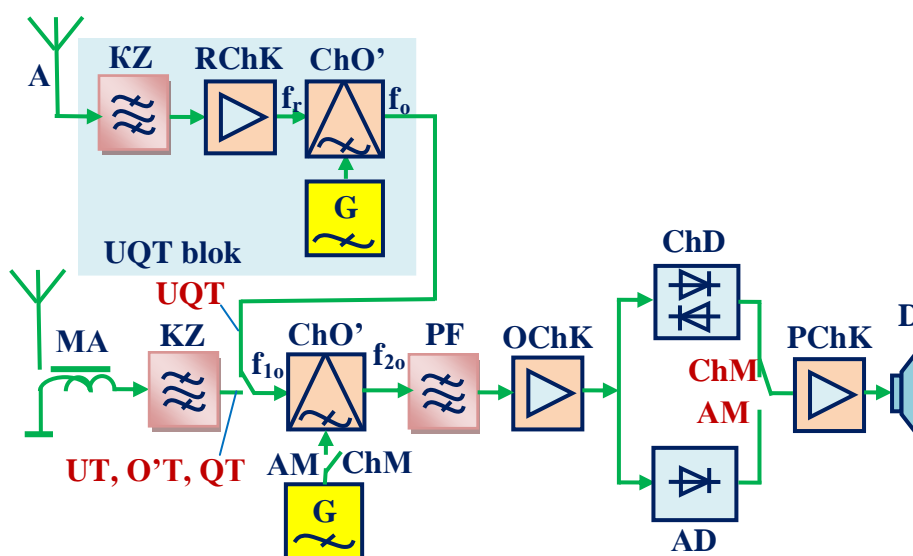 A
KZ
RChK
fr
ChO’
fo
G
UQT blok
UQT
MA
KZ
f1o
ChO’
f2o
PF
OChK
ChD
PChK
D
ChM
AM
UT, O’T, QT
AM
ChM
G
AD